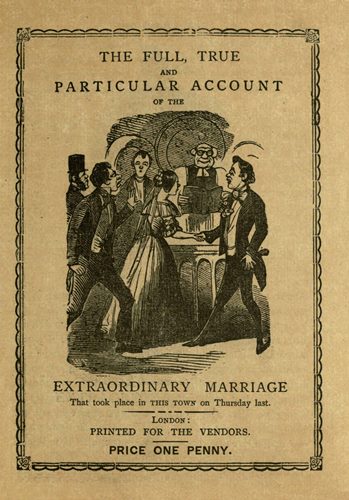 THE FULL, TRUE
AND
PARTICULAR ACCOUNT
OF THE
EXTRAORDINARY MARRIAGE
That took place in THIS TOWN on Thursday last.
LONDON:
PRINTED FOR THE VENDORS.
PRICE ONE PENNY.